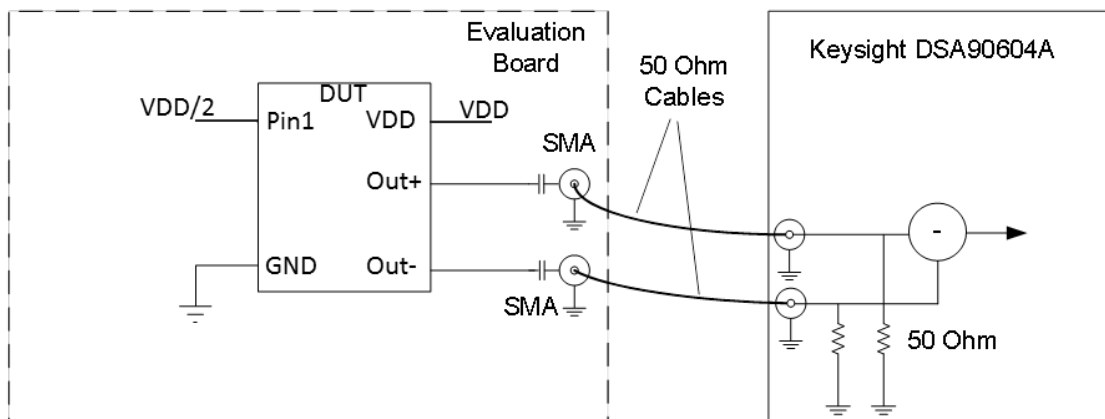 Evaluation
Board
Keysight DSA90604A
50 Ohm
Cables
DUT
VDD/2
Pin1
VDD
VDD
SMA
Out+
-
GND
Out-
SMA
50 Ohm